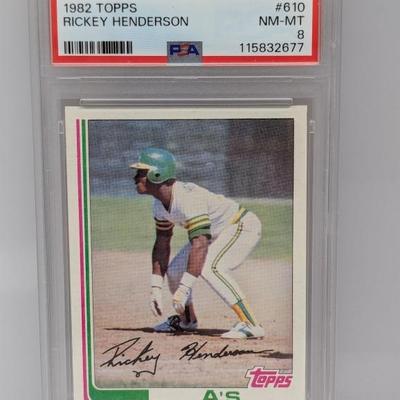 1982 TOPPS #610
RICKEY HENDERSON NM-MT
PSA 8
115832677
Rickey Henderson
topps
A'S